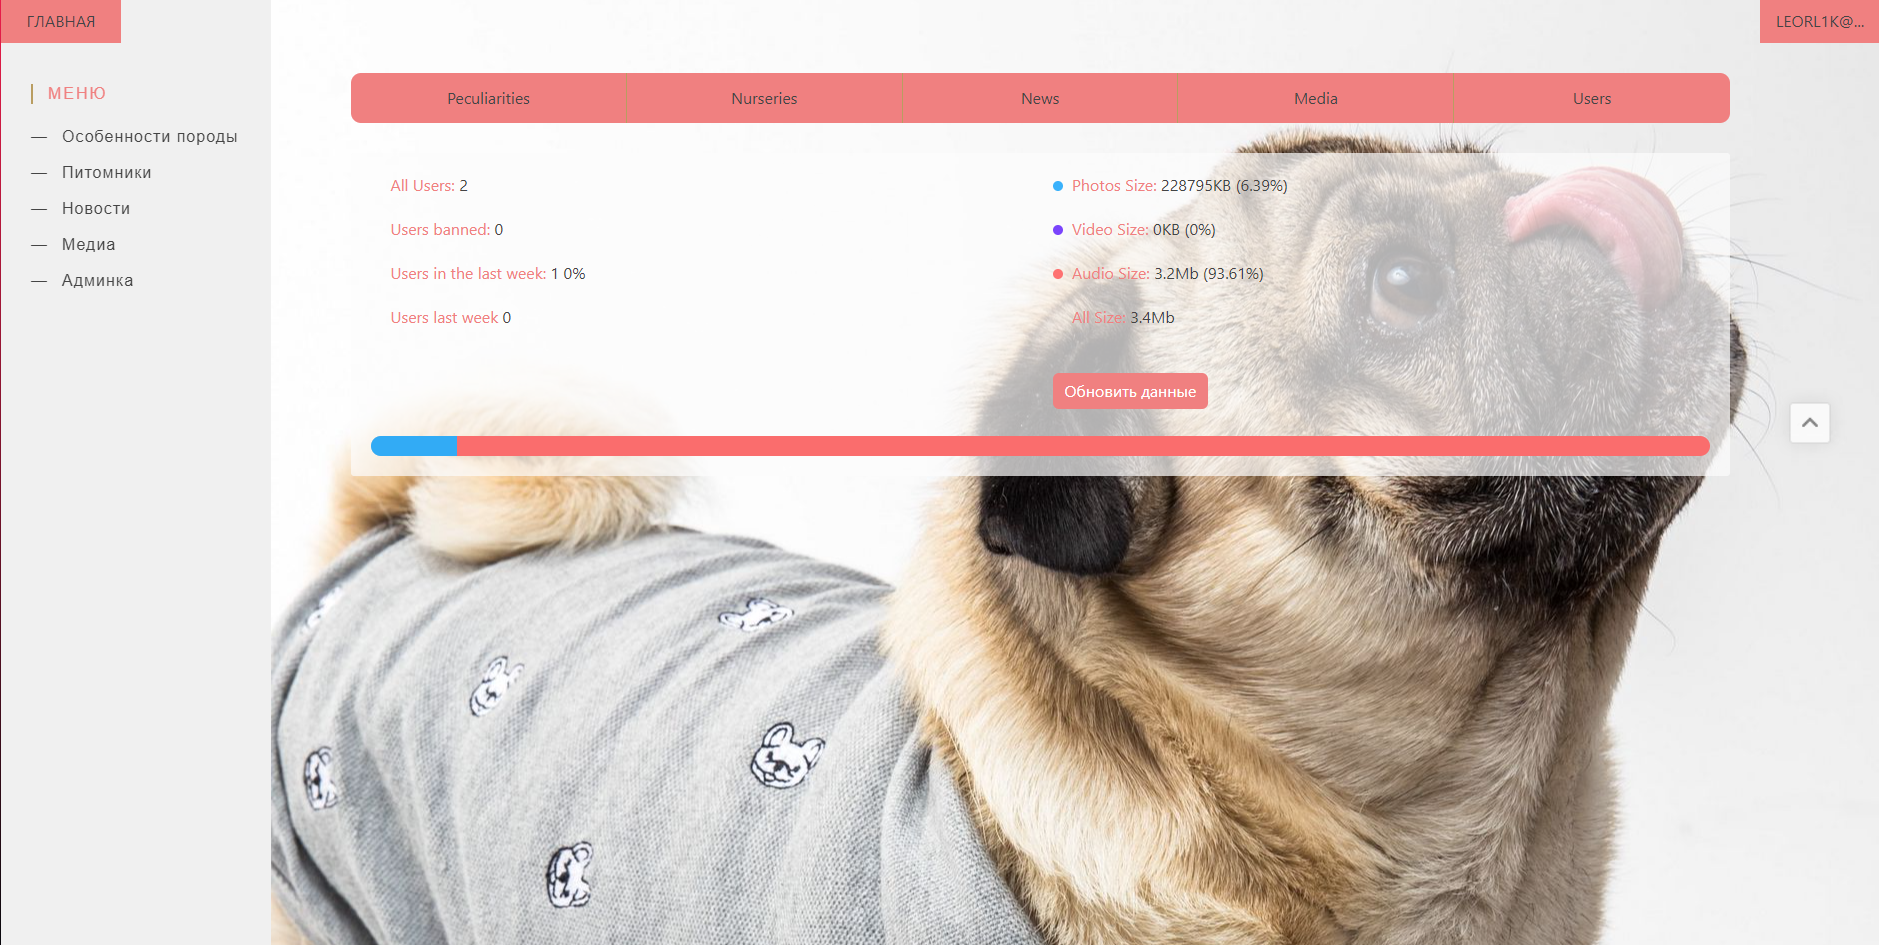 ГЛАВНАЯ
LEORL1K@...
МЕНЮ
— Особенности породы
— Питомники
— Новости
— Медиа
— Админка
Peculiarities Nurseries News Media Users
All Users: 2
Users banned: 0
Users in the last week: 1 0%
Users last week 0
Photos Size: 228795KB (6.39%)
Video Size: 0KB (0%)
Audio Size: 3.2Mb (93.61%)
All Size: 3.4Mb
Обновить данные